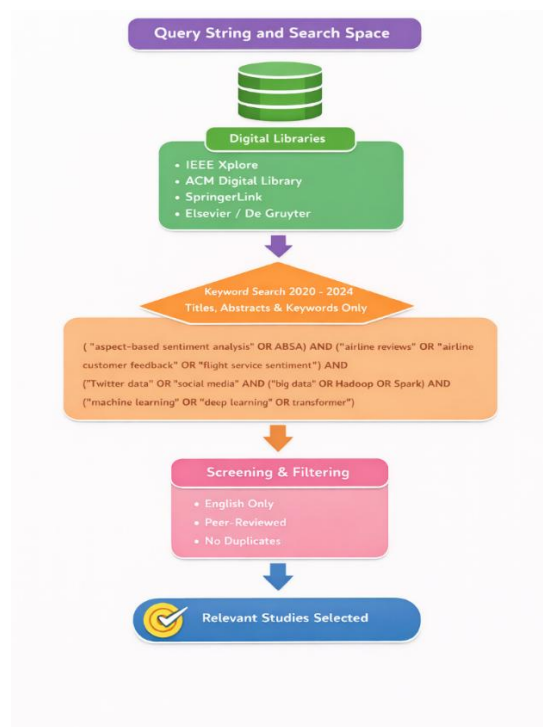 Query String and Search Space
Digital Libraries
• IEEE Xplore
• ACM Digital Library
• SpringerLink
• Elsevier / De Gruyter
Keyword Search 2020 - 2024
Titles, Abstracts & Keywords Only
( "aspect-based sentiment analysis" OR ABSA) AND ("airline reviews" OR "airline
customer feedback" OR "flight service sentiment") AND
("Twitter data" OR "social media" AND ("big data" OR Hadoop OR Spark) AND
("machine learning" OR "deep learning" OR transformer")
Screening & Filtering
• English Only
• Peer-Reviewed
• No Duplicates
Relevant Studies Selected